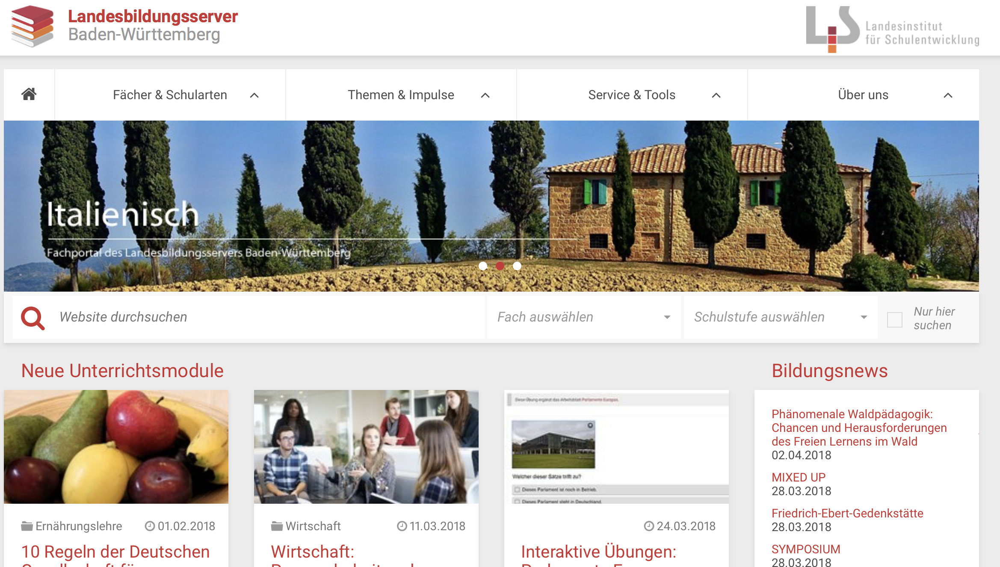 Landesbildungsserver
Baden-Württemberg
Landesinstitut
für Schulentwicklung
Fächer & Schularten
Themen & Impulse
Service & Tools
Über uns
Italienisch
Fachportal des Landesbildungsservers Baden-Württemberg
Website durchsuchen
Fach auswählen
Schulstufe auswählen
Nur hier
suchen
Neue Unterrichtsmodule
Diese Übung ergänzt das Arbeitsblatt Parlamente Europas.
Welcher dieser Sätze trifft zu?
Dieses Parlament ist noch in Betrieb.
Dieses Parlament steht in Deutschland.
Ernährungslehre 01.02.2018
10 Regeln der Deutschen
Wirtschaft 11.03.2018
Wirtschaft:
24.03.2018
Interaktive Übungen:
Bildungsnews
Phänomenale Waldpädagogik:
Chancen und Herausforderungen
des Freien Lernens im Wald
02.04.2018
MIXED UP
28.03.2018
Friedrich-Ebert-Gedenkstätte
28.03.2018
SYMPOSIUM
28.03.2018